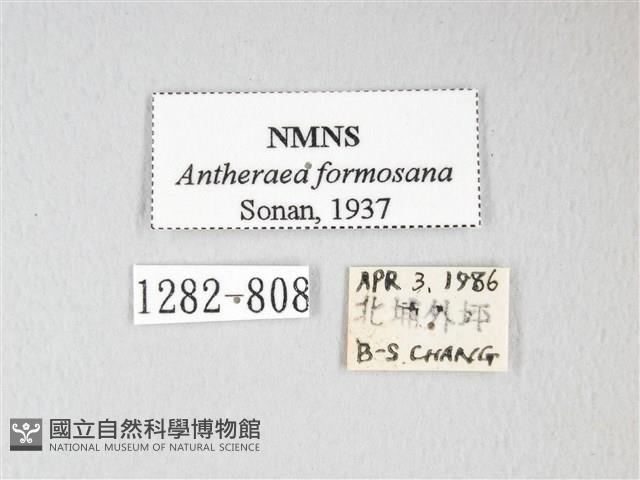 NMNS
Antheraea formosana
Sonan, 1937
1282-808
APR 3. 1986
北埔外坪
B-S. CHANG
國立自然科學博物館
NATIONAL MUSEUM OF NATURAL SCIENCE